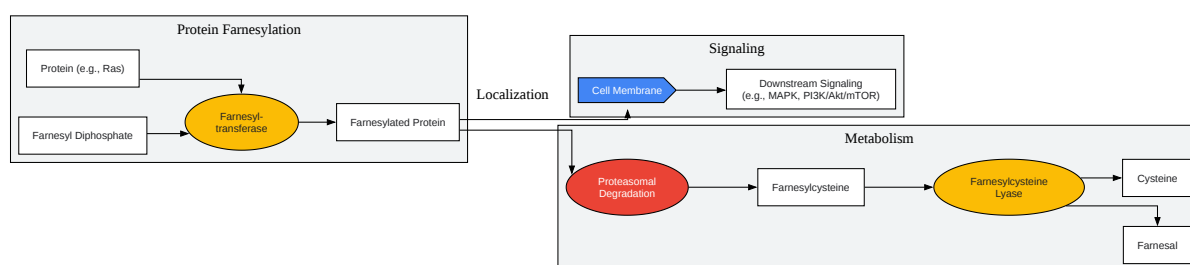 Protein Farnesylation
Protein (e.g., Ras)
Farnesyl Diphosphate
Farnesyl-
transferase
Farnesylated Protein
Localization
Signaling
Cell Membrane
Downstream Signaling
(e.g., MAPK, PI3K/Akt/mTOR)
Metabolism
Proteasomal
Degradation
Farnesylcysteine
Farnesylcysteine
Lyase
Cysteine
Farnesal